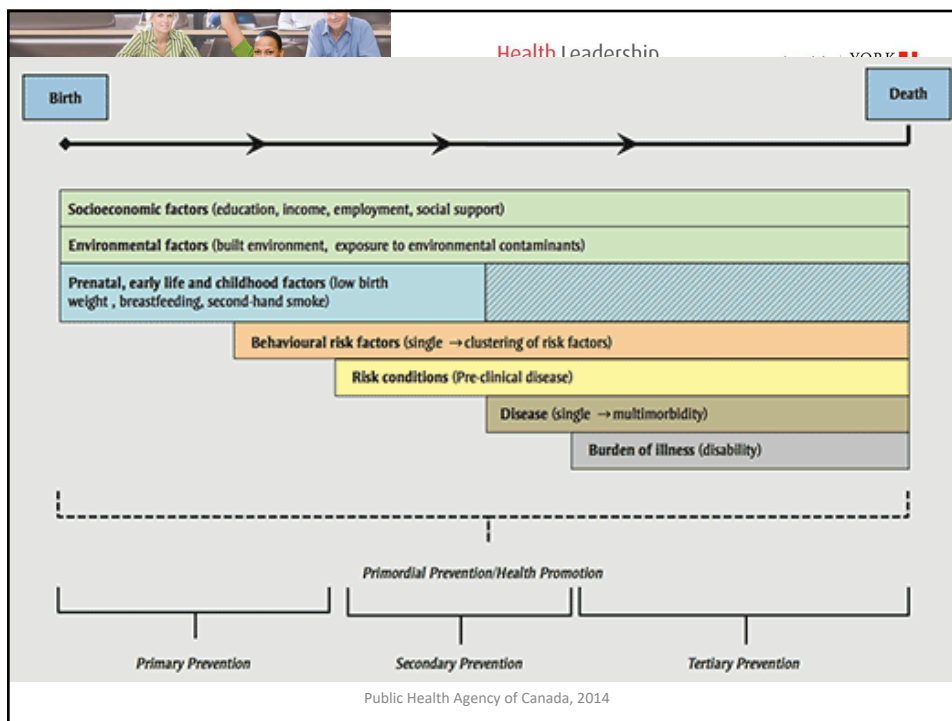 Health Leadership
YORK
Birth
Death
Socioeconomic factors (education, income, employment, social support)
Environmental factors (built environment, exposure to environmental contaminants)
Prenatal, early life and childhood factors (low birth
weight , breastfeeding, second-hand smoke)
Behavioural risk factors (single → clustering of risk factors)
Risk conditions (Pre-clinical disease)
Disease (single → multimorbidity)
Burden of illness (disability)
Primordial Prevention/Health Promotion
Primary Prevention
Secondary Prevention
Tertiary Prevention
Public Health Agency of Canada, 2014